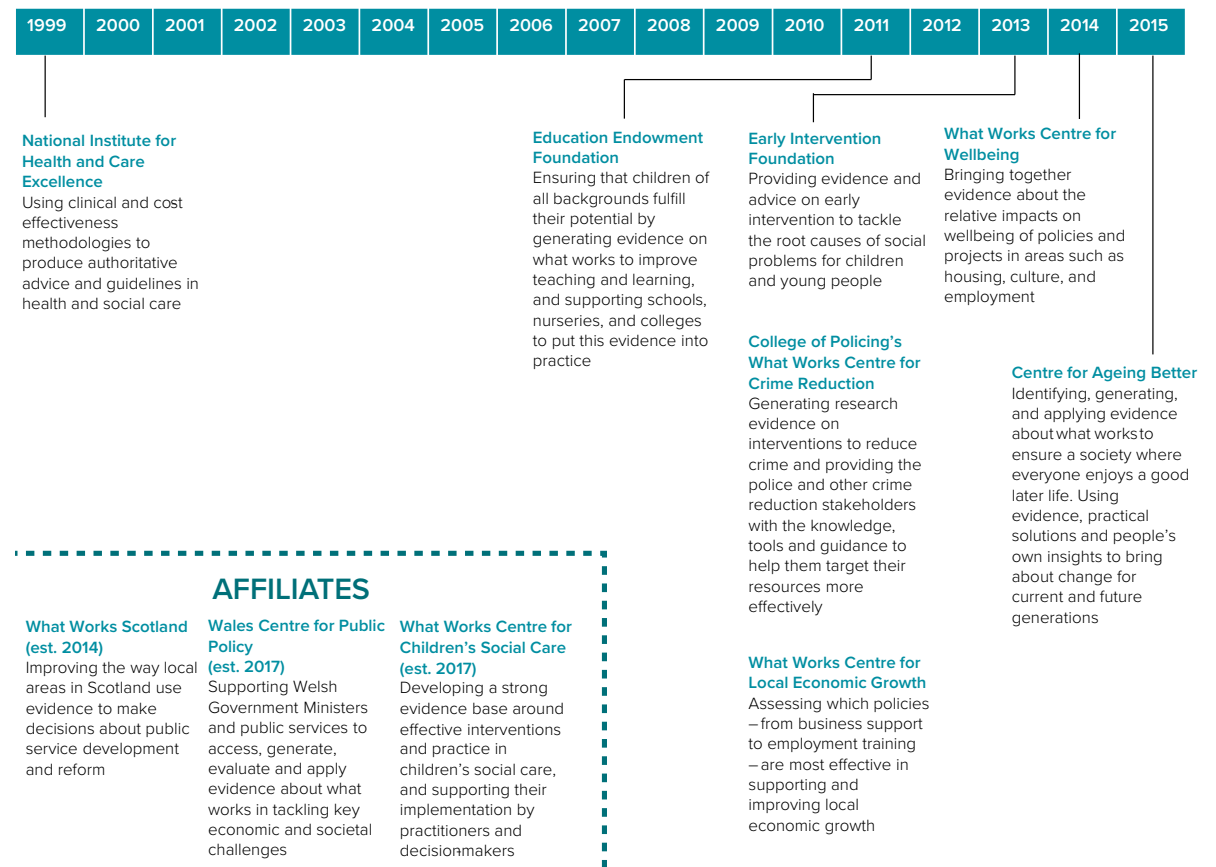 1999 2000 2001 2002 2003 2004 2005 2006 2007 2008 2009 2010 2011 2012 2013 2014 2015
National Institute for
Health and Care
Excellence
Using clinical and cost
effectiveness
methodologies to
produce authoritative
advice and guidelines in
health and social care
Education Endowment
Foundation
Ensuring that children of
all backgrounds fulfill
their potential by
generating evidence on
what works to improve
teaching and learning,
and supporting schools,
nurseries, and colleges
to put this evidence into
practice
Early Intervention
Foundation
Providing evidence and
advice on early
intervention to tackle
the root causes of social
problems for children
and young people
College of Policing's
What Works Centre for
Crime Reduction
Generating research
evidence on
interventions to reduce
crime and providing the
police and other crime
reduction stakeholders
with the knowledge,
tools and guidance to
help them target their
resources more
effectively
What Works Centre for
Local Economic Growth
Assessing which policies
– from business support
to employment training
– are most effective in
supporting and
improving local
economic growth
What Works Centre for
Wellbeing
Bringing together
evidence about the
relative impacts on
wellbeing of policies and
projects in areas such as
housing, culture, and
employment
Centre for Ageing Better
Identifying, generating,
and applying evidence
about what works to
ensure a society where
everyone enjoys a good
later life. Using
evidence, practical
solutions and people's
own insights to bring
about change for
current and future
generations
AFFILIATES
What Works Scotland
(est. 2014)
Improving the way local
areas in Scotland use
evidence to make
decisions about public
service development
and reform
Wales Centre for Public
Policy
(est. 2017)
Supporting Welsh
Government Ministers
and public services to
access, generate,
evaluate and apply
evidence about what
works in tackling key
economic and societal
challenges
What Works Centre for
Children's Social Care
(est. 2017)
Developing a strong
evidence base around
effective interventions
and practice in
children's social care,
and supporting their
implementation by
practitioners and
decision-makers